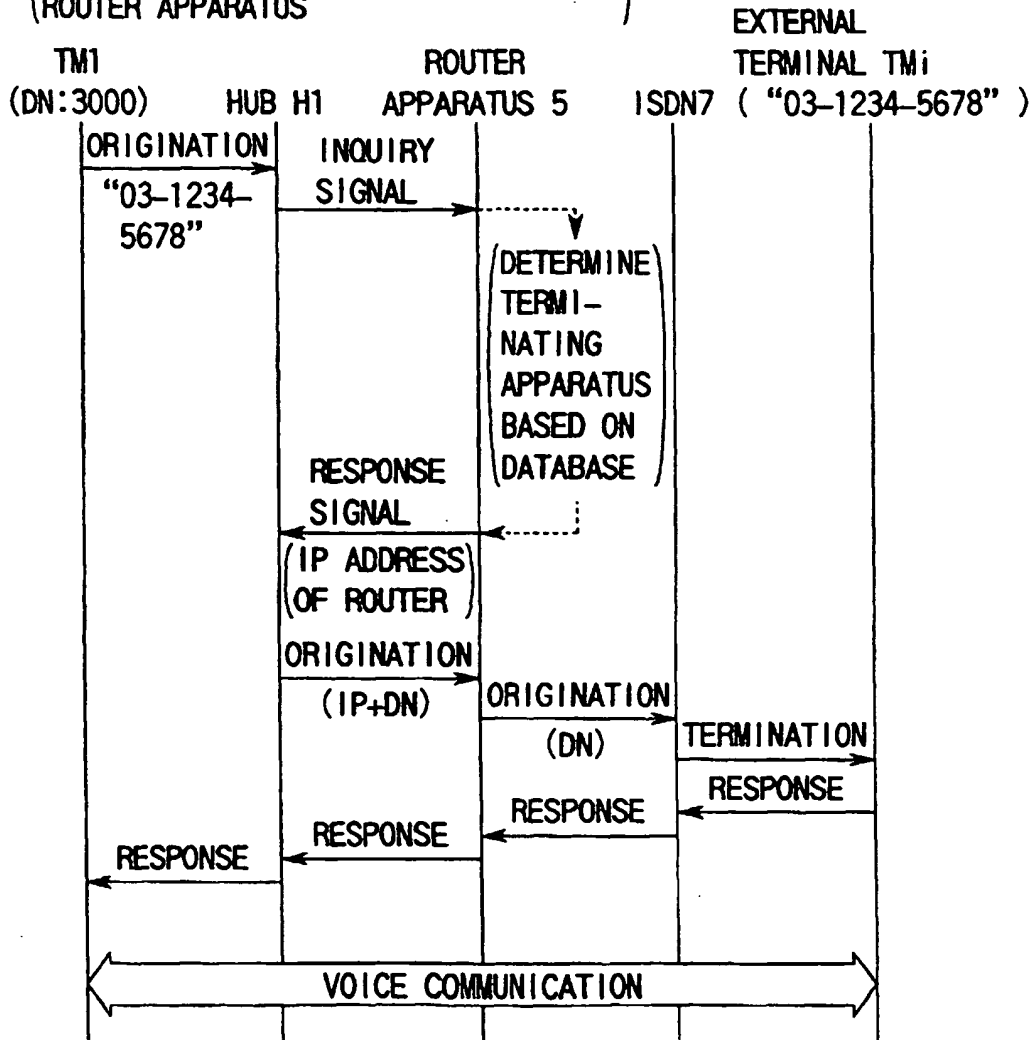 (ROUTER APPARATUS )
EXTERNAL
TM1 ROUTER TERMINAL TMi
(DN:3000) HUB H1 APPARATUS 5 ISDN7 ( “03-1234-5678” )
ORIGINATION
“03-1234-
5678”
INQUIRY
SIGNAL
(DETERMINE
TERMI-
NATING
APPARATUS
BASED ON
DATABASE)
RESPONSE
SIGNAL
(IP ADDRESS
OF ROUTER)
ORIGINATION
(IP+DN)
ORIGINATION
(DN)
TERMINATION
RESPONSE
RESPONSE
RESPONSE
RESPONSE
VOICE COMMUNICATION